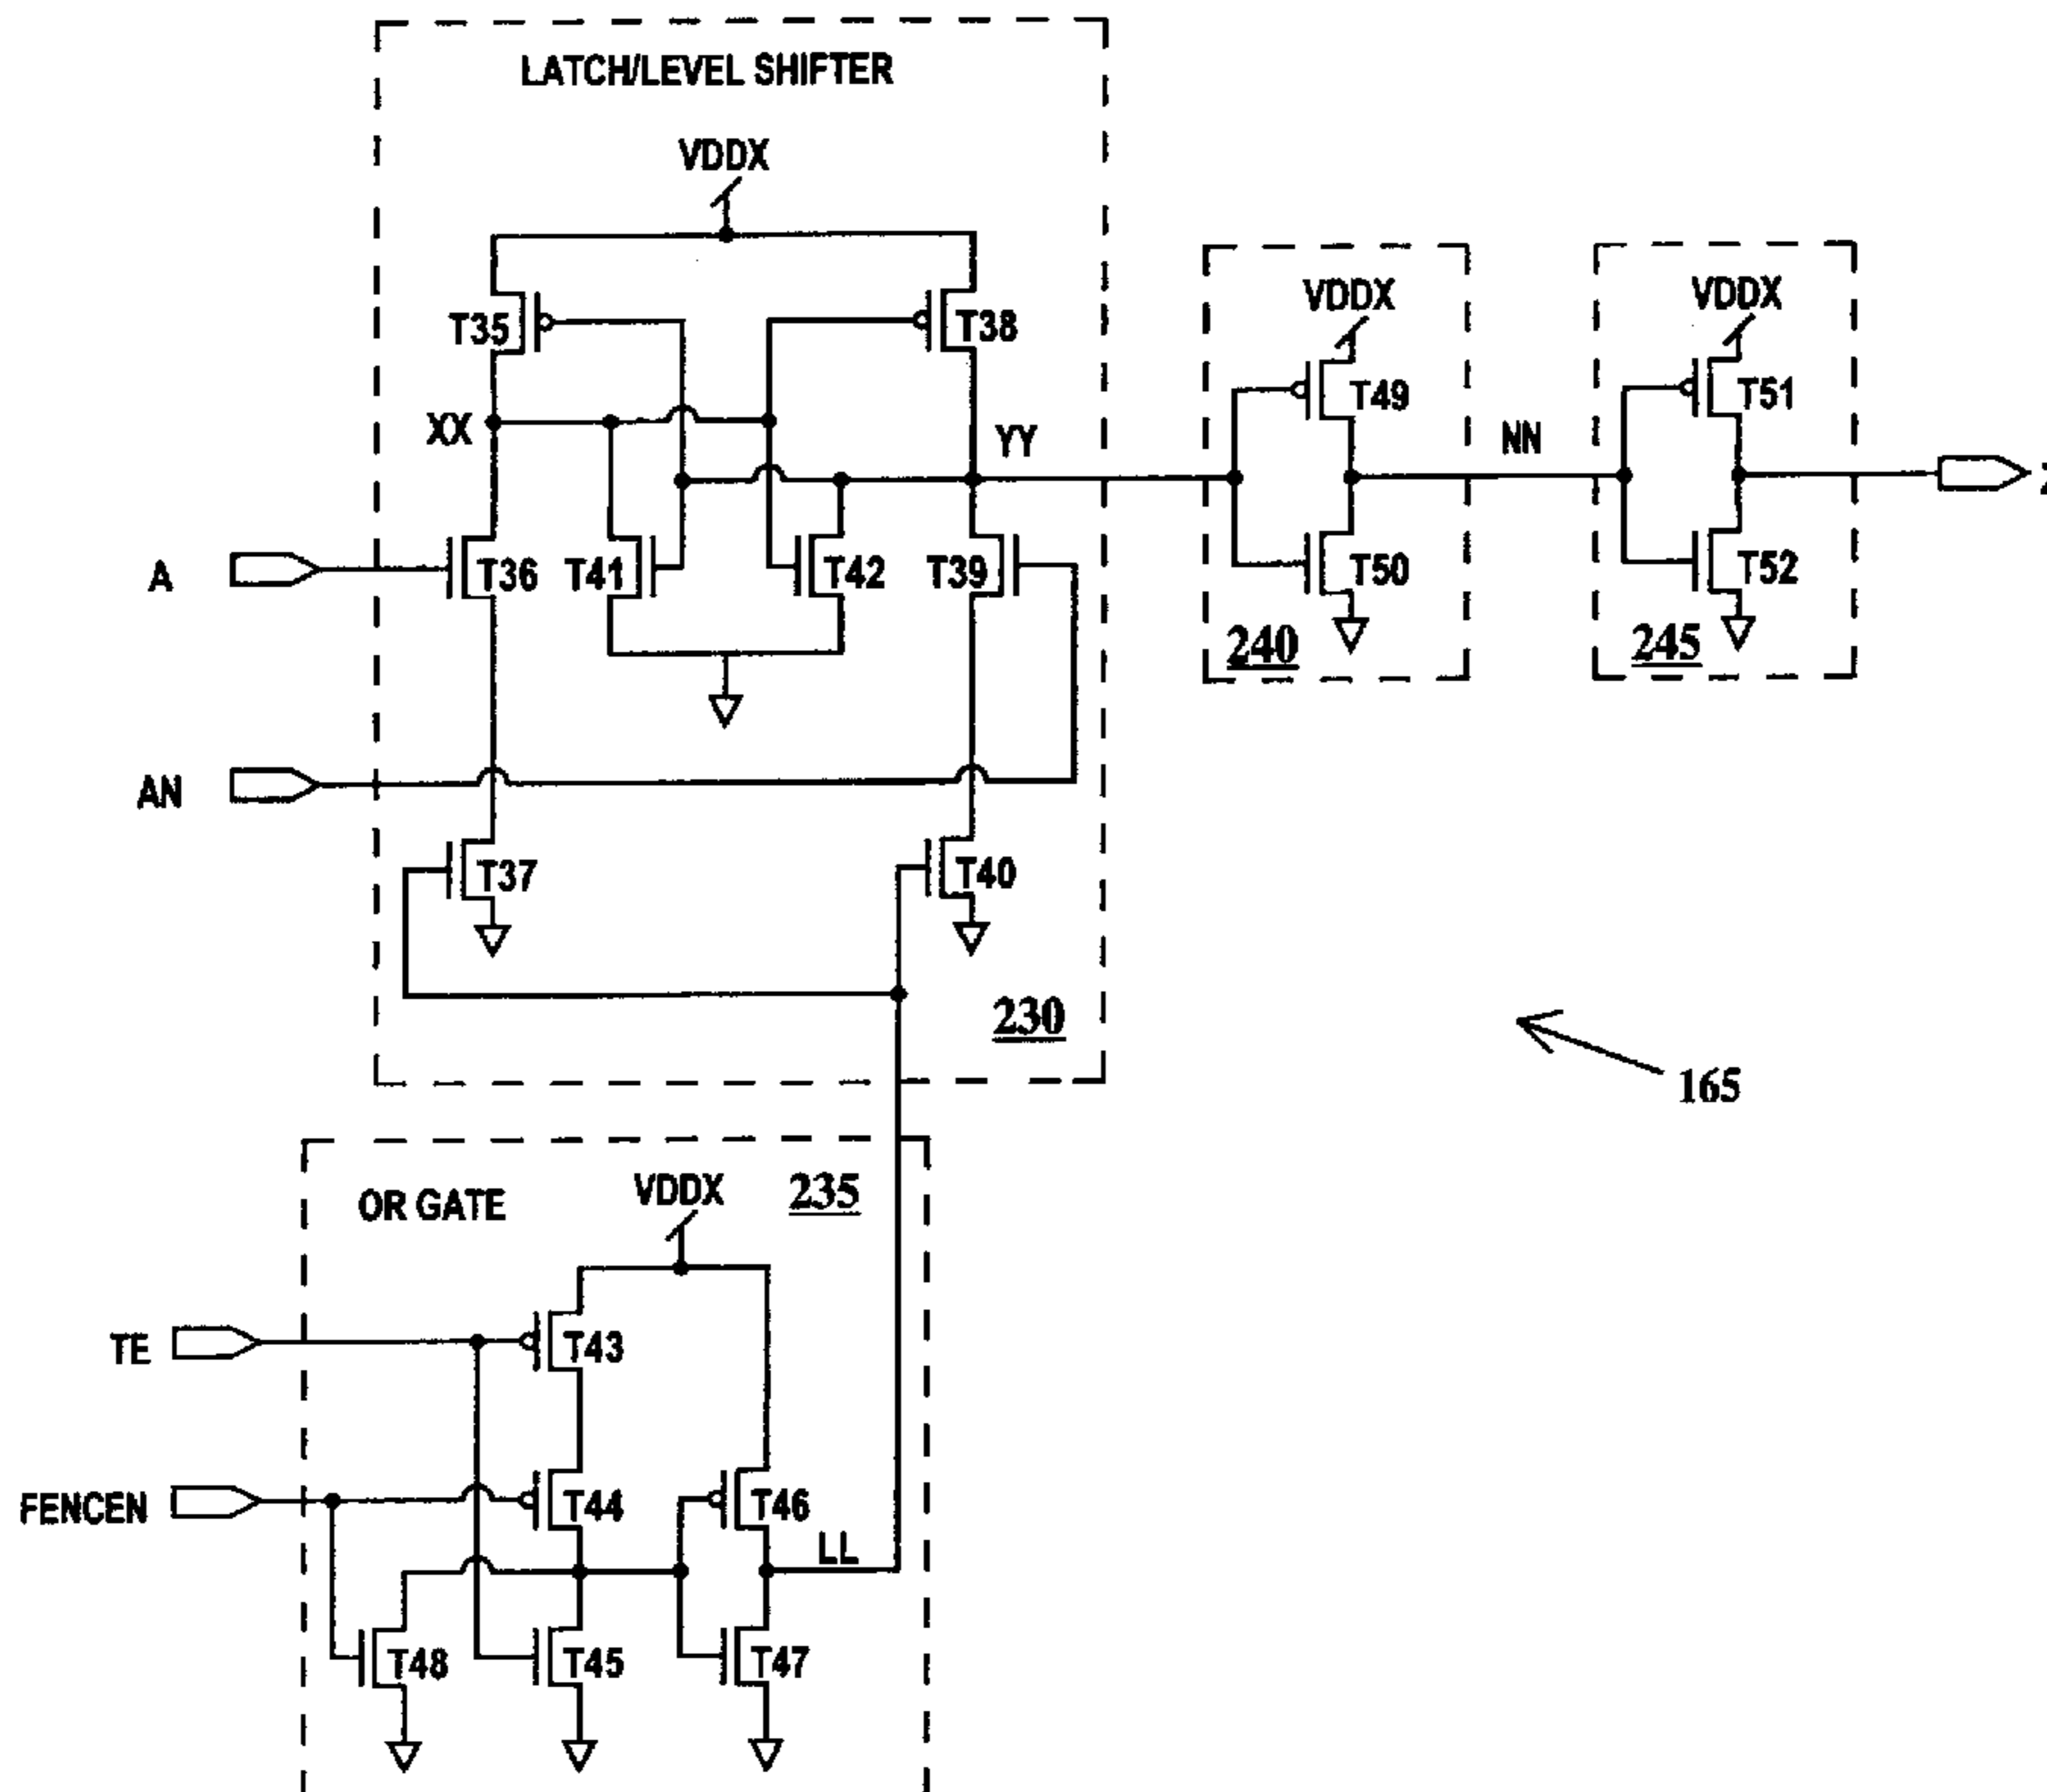 LATCH/LEVEL SHIFTER
VDDX
VDDX
VDDX
T35
T38
T49
T51
XX
YY
NN
Z
A
T36
T41
T42
T39
T50
T52
240
245
AN
T37
T40
230
165
OR GATE
VDDX
235
TE
T43
FENCEN
T44
T46
LL
T48
T45
T47